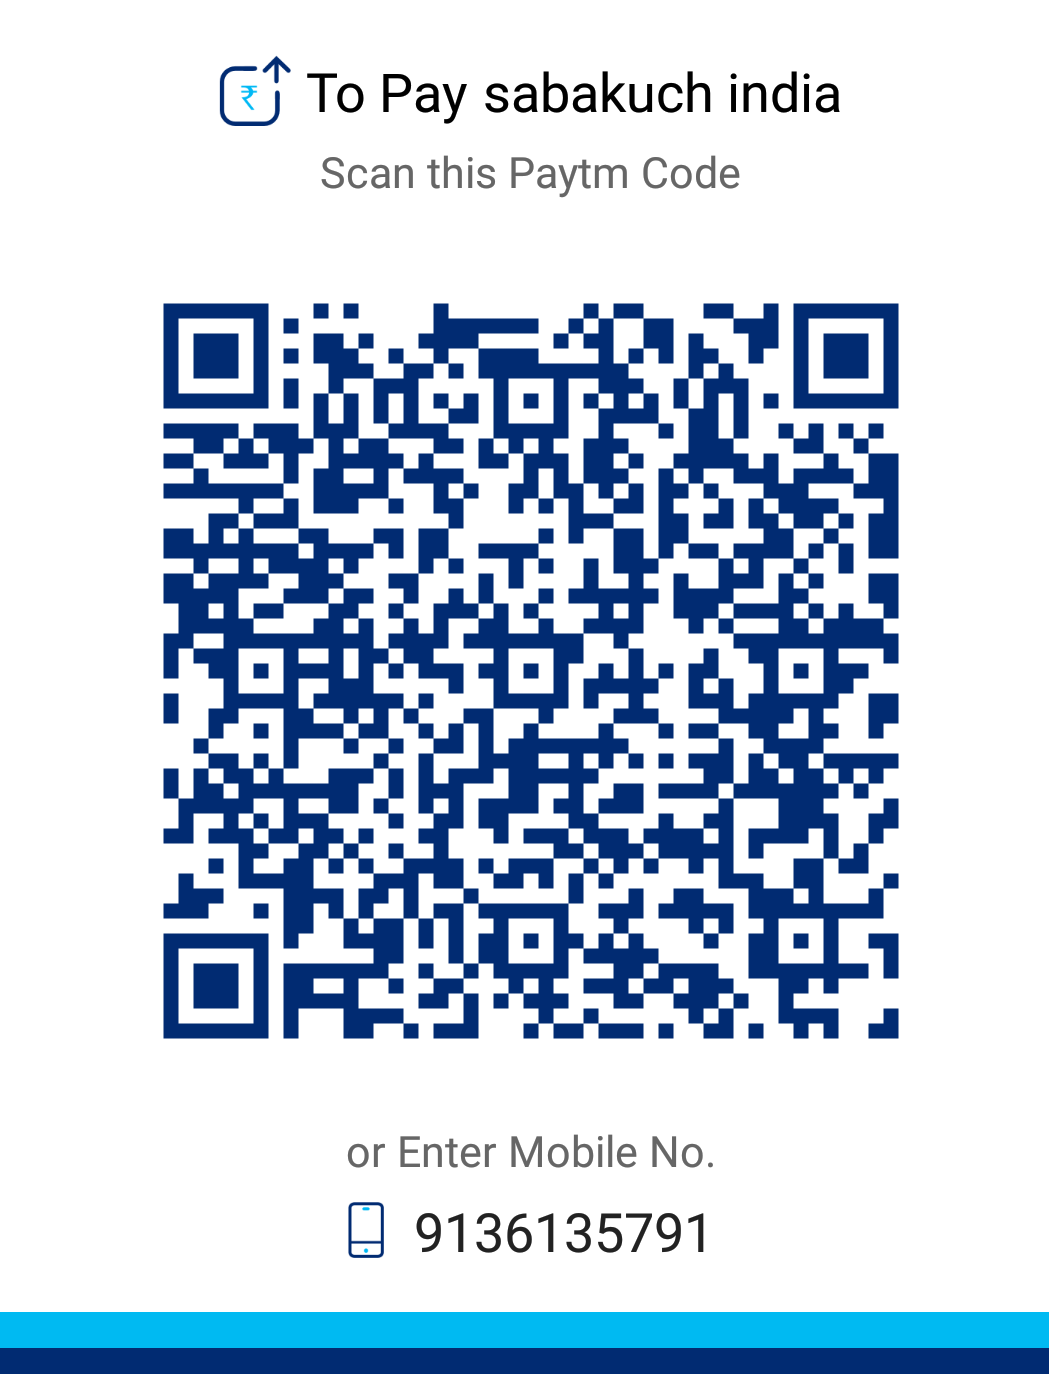 ₹ To Pay sabakuch india
Scan this Paytm Code
or Enter Mobile No.
9136135791